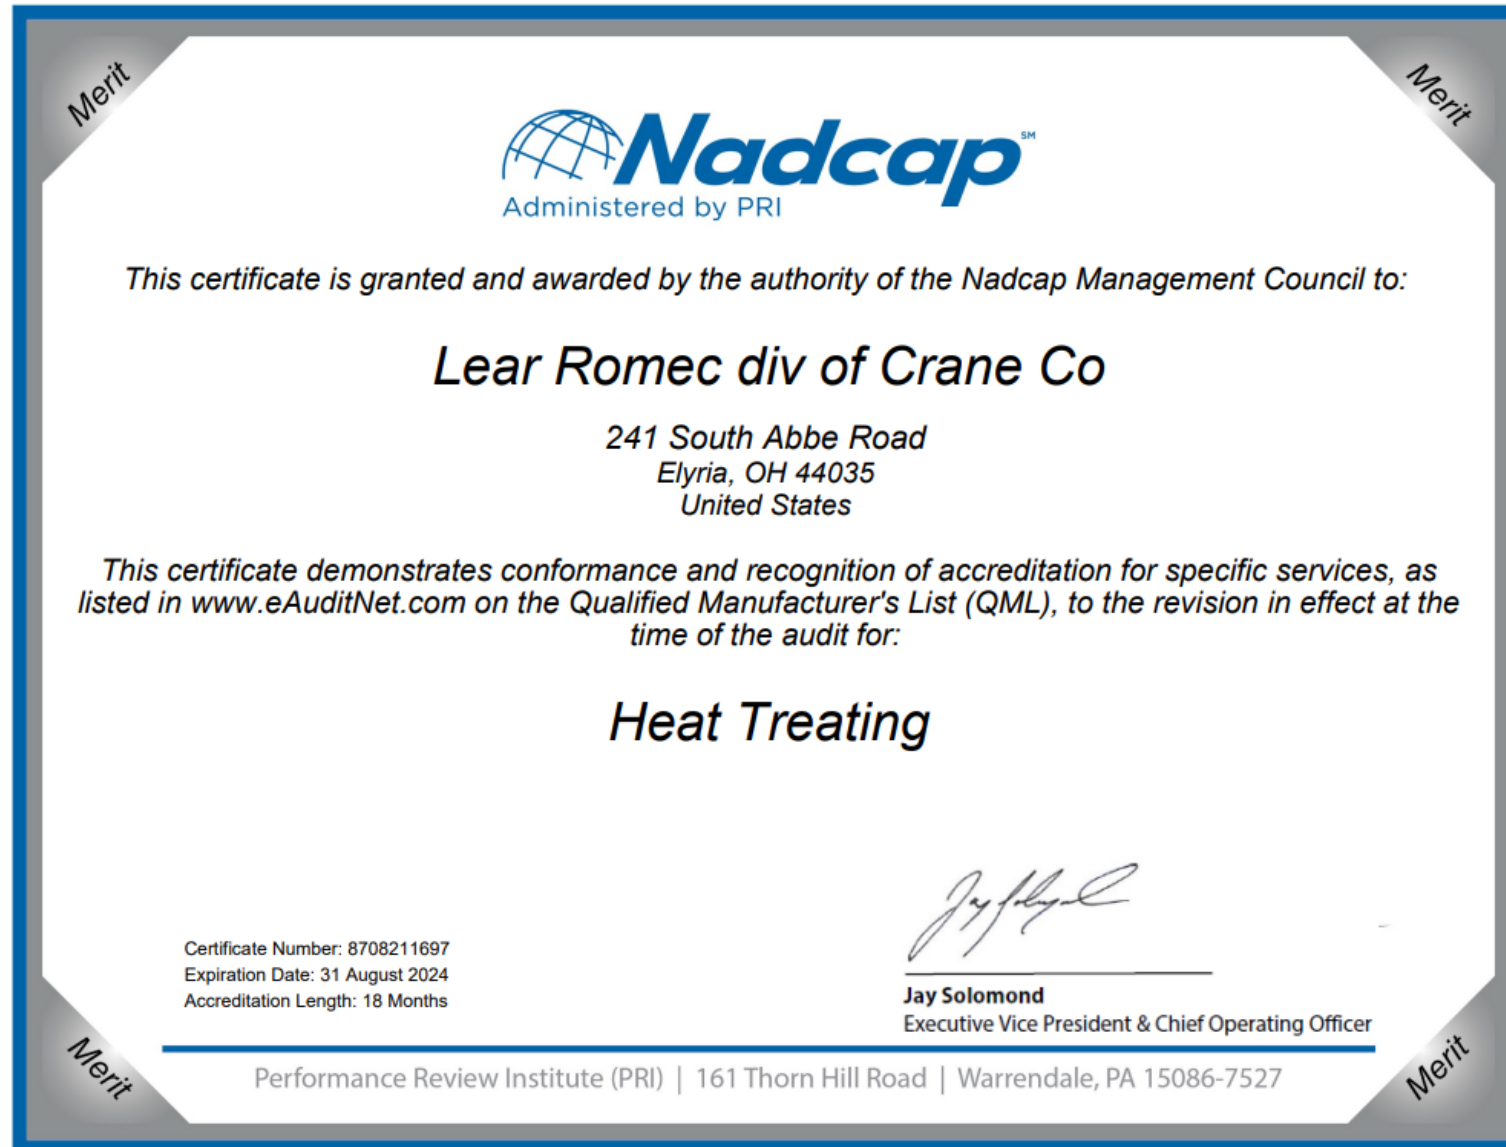 Merit
Merit
Nadcap℠
Administered by PRI
This certificate is granted and awarded by the authority of the Nadcap Management Council to:
Lear Romec div of Crane Co
241 South Abbe Road
Elyria, OH 44035
United States
This certificate demonstrates conformance and recognition of accreditation for specific services, as
listed in www.eAuditNet.com on the Qualified Manufacturer's List (QML), to the revision in effect at the
time of the audit for:
Heat Treating
Certificate Number: 8708211697
Expiration Date: 31 August 2024
Accreditation Length: 18 Months
Jay Solomond
Executive Vice President & Chief Operating Officer
Merit
Merit
Performance Review Institute (PRI) | 161 Thorn Hill Road | Warrendale, PA 15086-7527